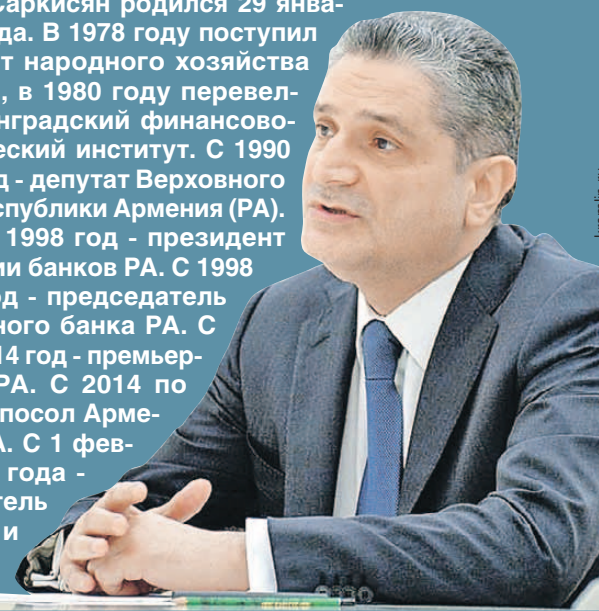 Саркисян родился 29 янва-
да. В 1978 году поступил
т народного хозяйства
, в 1980 году перевел-
нградский финансово-
еский институт. С 1990
д - депутат Верховного
спублики Армения (РА).
1998 год - президент
ии банков РА. С 1998
од - председатель
ного банка РА. С
14 год - премьер-
РА. С 2014 по
посол Арме-
А. С 1 фев-
года -
тель
и